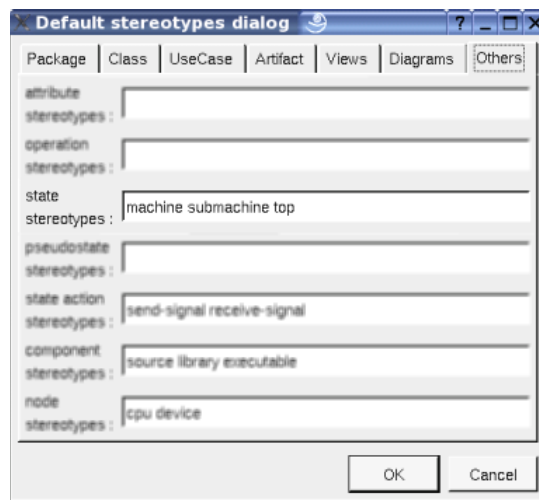 Default stereotypes dialog
Package Class UseCase Artifact Views Diagrams Others
attribute
stereotypes :
operation
stereotypes :
state
stereotypes : machine submachine top
pseudostate
stereotypes :
state action
stereotypes : send-signal receive-signal
component
stereotypes : source library executable
node
stereotypes : cpu device
OK Cancel